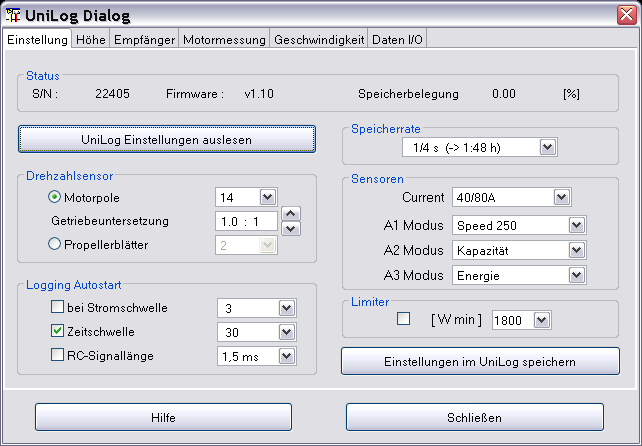 UniLog Dialog
Einstellung Höhe Empfänger Motormessung Geschwindigkeit Daten I/O
Status
S/N : 22405 Firmware : v1.10 Speicherbelegung 0.00 [%]
UniLog Einstellungen auslesen
Speicherrate
1/4 s (-> 1:48 h)
Drehzahlsensor
Motorpole 14
Getriebeuntersetzung 1.0 : 1
Propellerblätter 2
Sensoren
Current 40/80A
A1 Modus Speed 250
A2 Modus Kapazität
A3 Modus Energie
Logging Autostart
bei Stromschwelle 3
Zeitschwelle 30
RC-Signallänge 1,5 ms
Limiter
[ W min ] 1800
Einstellungen im UniLog speichern
Hilfe Schließen